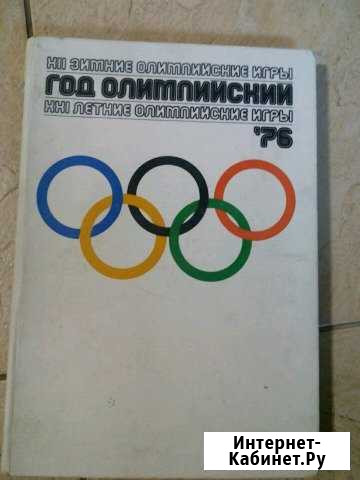 XII ЗИМНИЕ ОЛИМПИЙСКИЕ ИГРЫ
ГОД ОЛИМПИЙСКИЙ
XXI ЛЕТНИЕ ОЛИМПИЙСКИЕ ИГРЫ
'76
Интернет-
Кабинет.Ру